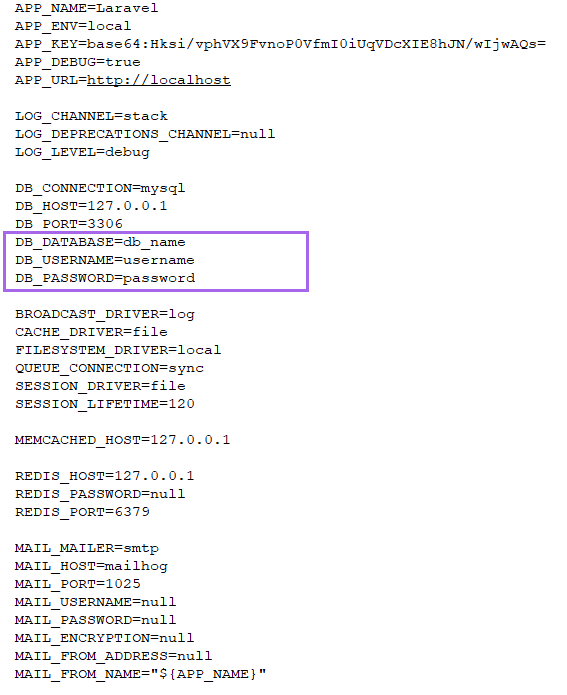 APP_NAME=Laravel
APP_ENV=local
APP_KEY=base64:Hksi/vphVX9FvnoP0VfmI0iUqVDcXIE8hJN/wIjwAQs=
APP_DEBUG=true
APP_URL=http://localhost
LOG_CHANNEL=stack
LOG_DEPRECATIONS_CHANNEL=null
LOG_LEVEL=debug
DB_CONNECTION=mysql
DB_HOST=127.0.0.1
DB_PORT=3306
DB_DATABASE=db_name
DB_USERNAME=username
DB_PASSWORD=password
BROADCAST_DRIVER=log
CACHE_DRIVER=file
FILESYSTEM_DRIVER=local
QUEUE_CONNECTION=sync
SESSION_DRIVER=file
SESSION_LIFETIME=120
MEMCACHED_HOST=127.0.0.1
REDIS_HOST=127.0.0.1
REDIS_PASSWORD=null
REDIS_PORT=6379
MAIL_MAILER=smtp
MAIL_HOST=mailhog
MAIL_PORT=1025
MAIL_USERNAME=null
MAIL_PASSWORD=null
MAIL_ENCRYPTION=null
MAIL_FROM_ADDRESS=null
MAIL_FROM_NAME="${APP_NAME}"